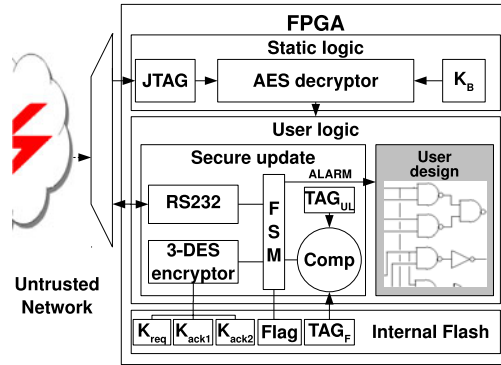 FPGA
Static logic
JTAG
AES decryptor
K_B
User logic
Secure update
ALARM
User
design
RS232
F
S
M
TAG_UL
3-DES
encryptor
Comp
Untrusted
Network
K_req
K_ack1
K_ack2
Flag
TAG_F
Internal Flash